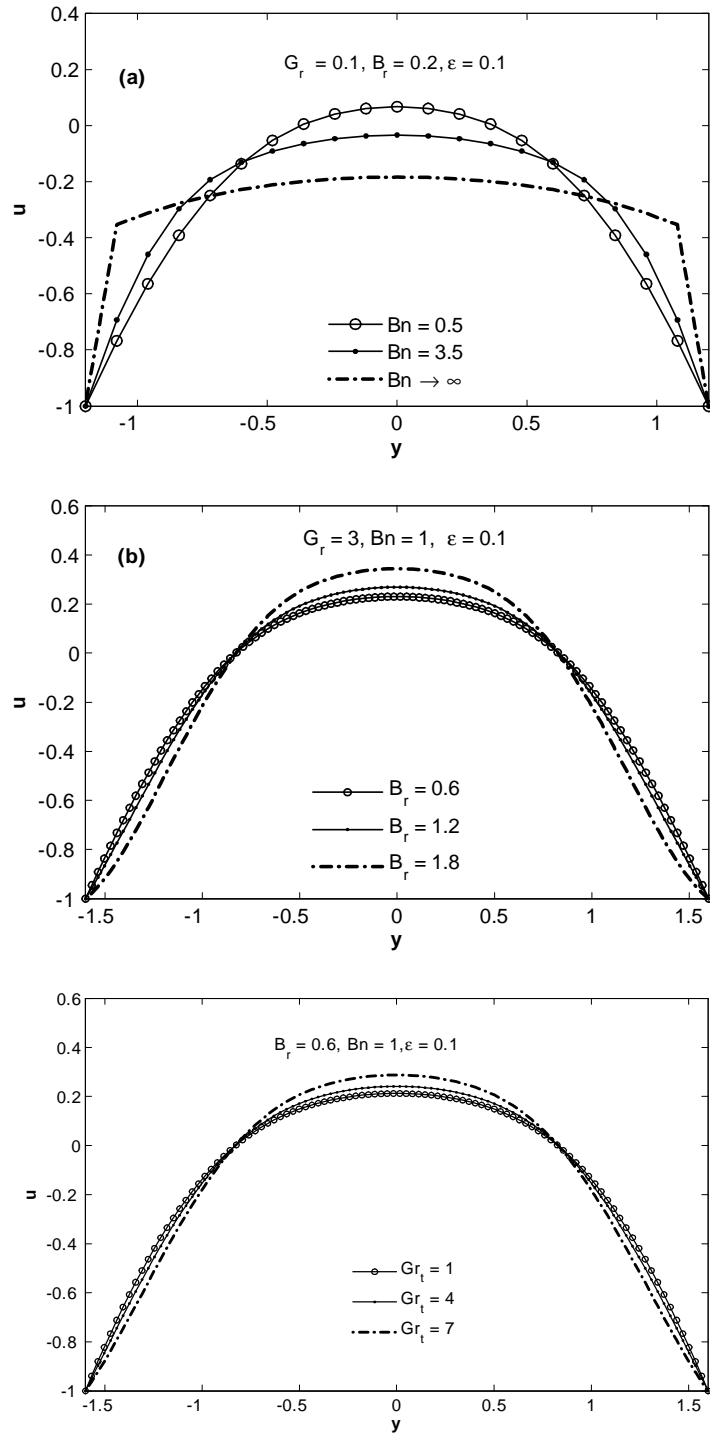 0.4
0.2
0
-0.2
-0.4
-0.6
-0.8
-1
u
(a)
G_r = 0.1, B_r = 0.2, ε = 0.1
Bn = 0.5
Bn = 3.5
Bn → ∞
-1 -0.5 0 0.5 1
y
0.6
0.4
0.2
0
-0.2
-0.4
-0.6
-0.8
-1
u
(b)
G_r = 3, Bn = 1, ε = 0.1
B_r = 0.6
B_r = 1.2
B_r = 1.8
-1.5 -1 -0.5 0 0.5 1 1.5
y
0.6
0.4
0.2
0
-0.2
-0.4
-0.6
-0.8
-1
u
B_r = 0.6, Bn = 1, ε = 0.1
Gr_t = 1
Gr_t = 4
Gr_t = 7
-1.5 -1 -0.5 0 0.5 1 1.5
y